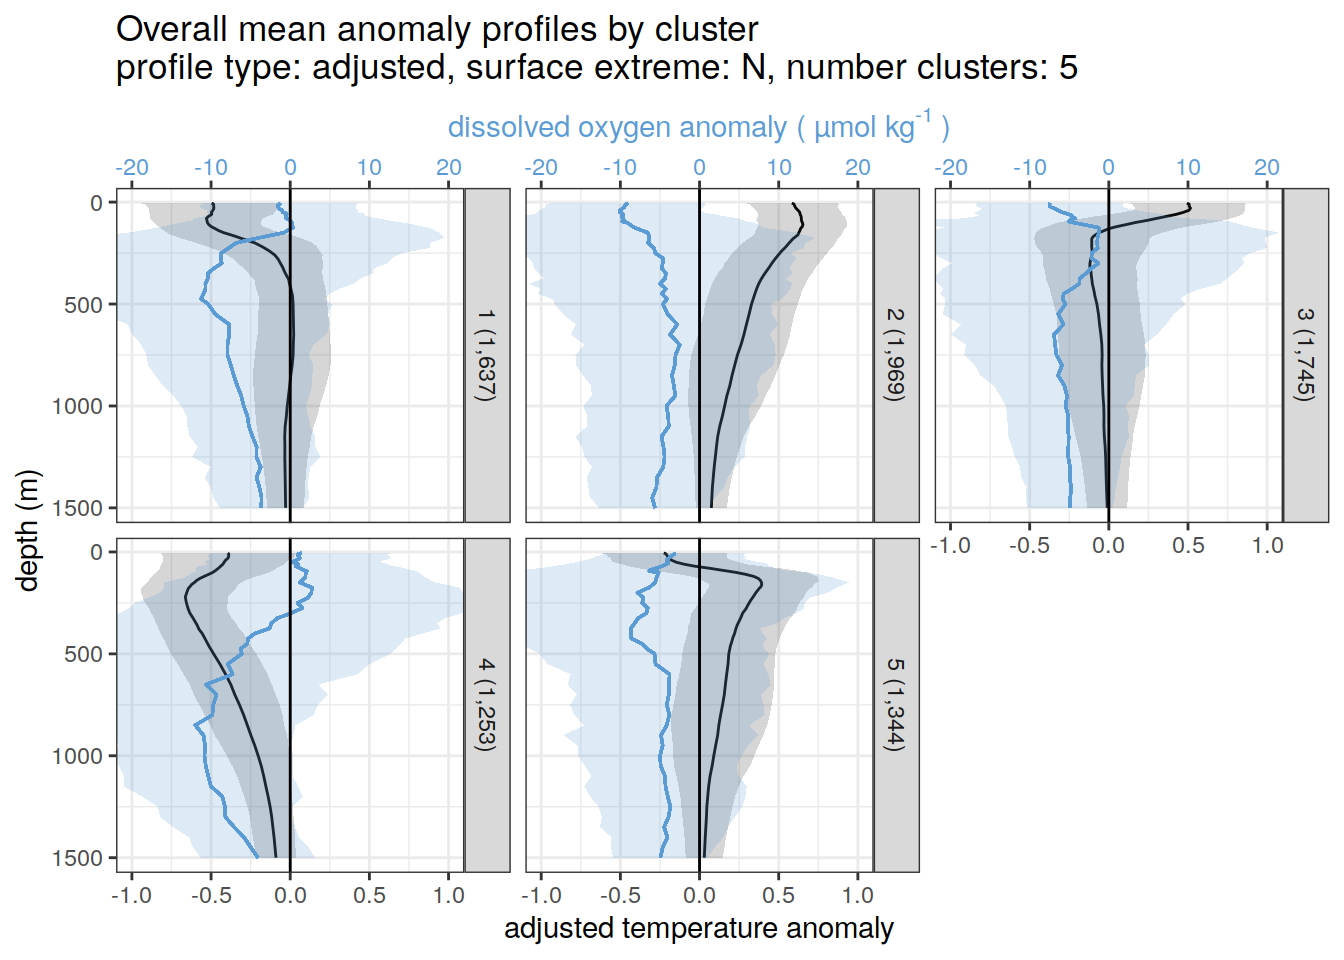 Overall mean anomaly profiles by cluster
profile type: adjusted, surface extreme: N, number clusters: 5
dissolved oxygen anomaly ( µmol kg-1 )
-20 -10 0 10 20 -20 -10 0 10 20 -20 -10 0 10 20
0
500
1000
1500
1 (1,637)
2 (1,969)
3 (1,745)
-1.0 -0.5 0.0 0.5 1.0
depth (m)
0
500
1000
1500
4 (1,253)
5 (1,344)
-1.0 -0.5 0.0 0.5 1.0 -1.0 -0.5 0.0 0.5 1.0
adjusted temperature anomaly